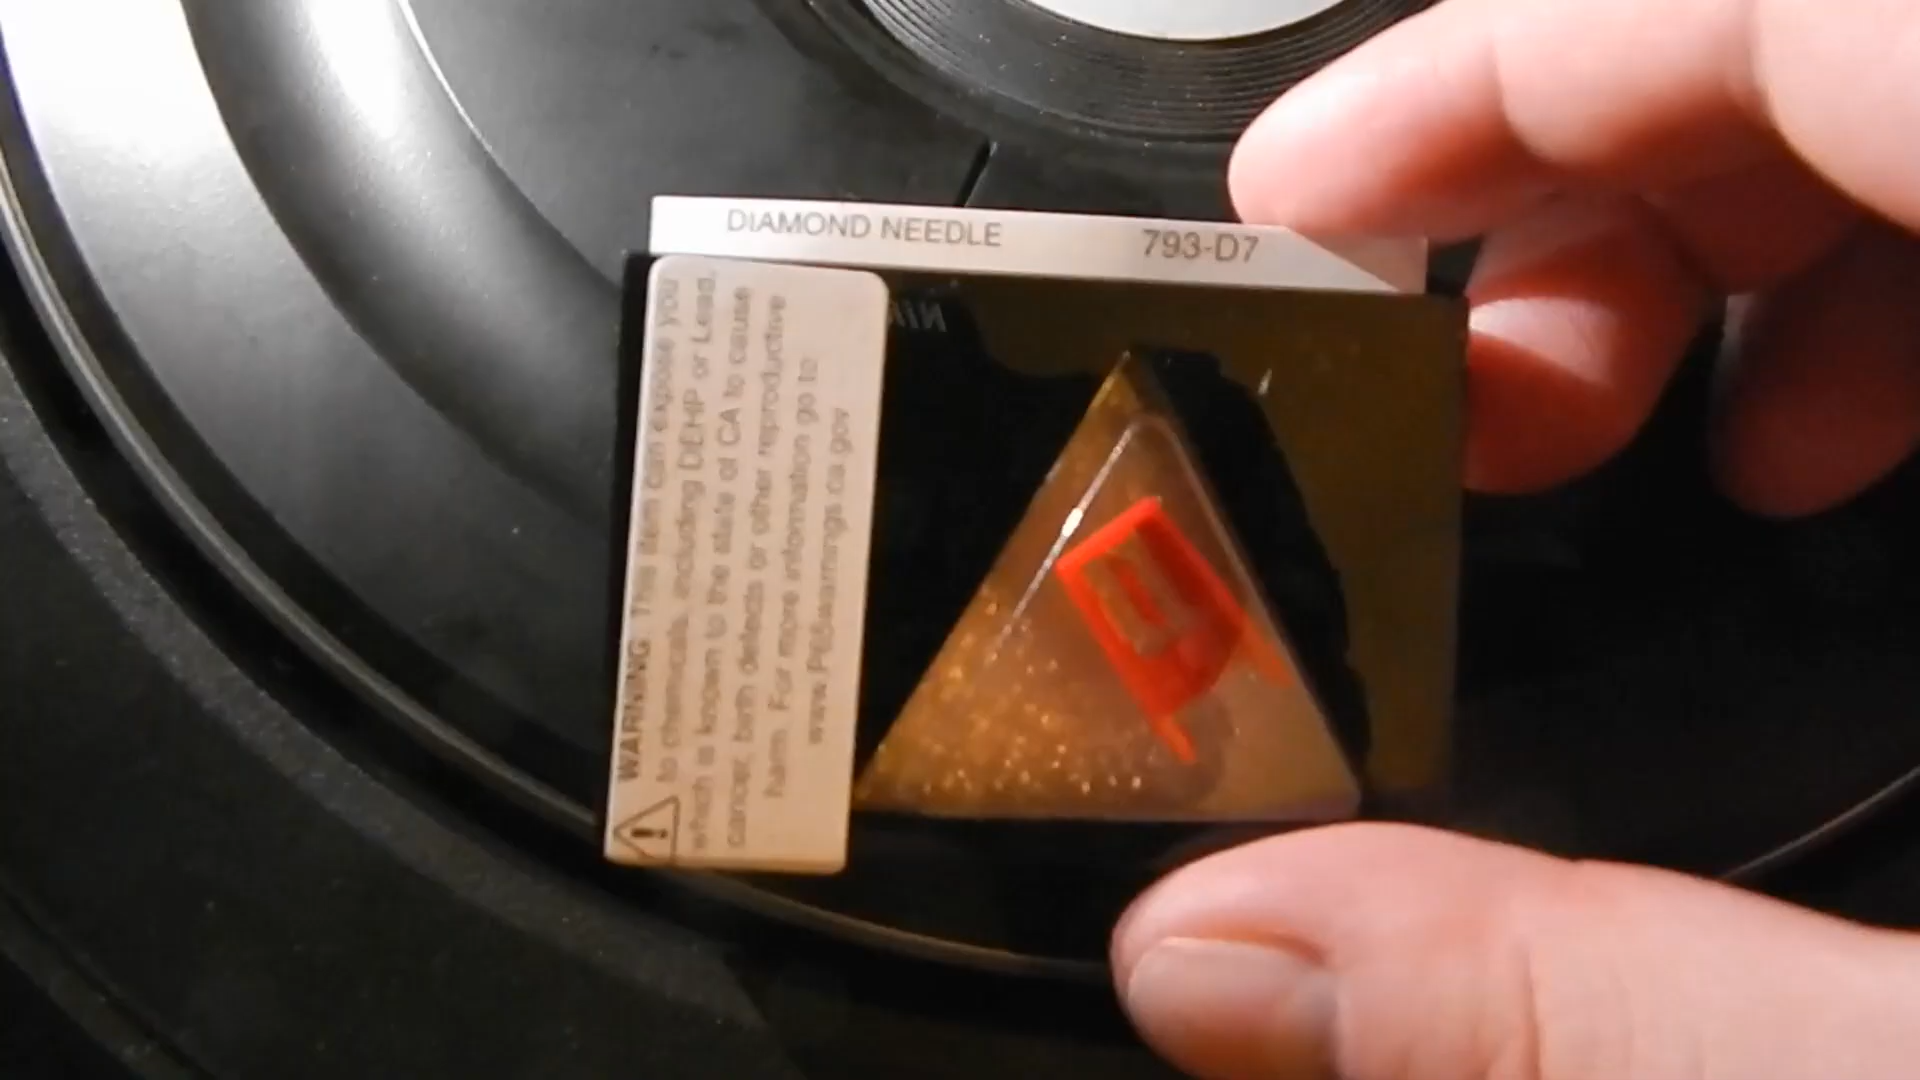 DIAMOND NEEDLE 793-D7
WARNING: This item can expose you
to chemicals, including DEHP or Lead,
which is known to the state of CA to cause
cancer, birth defects or other reproductive
harm. For more information go to
www.P65warnings.ca.gov